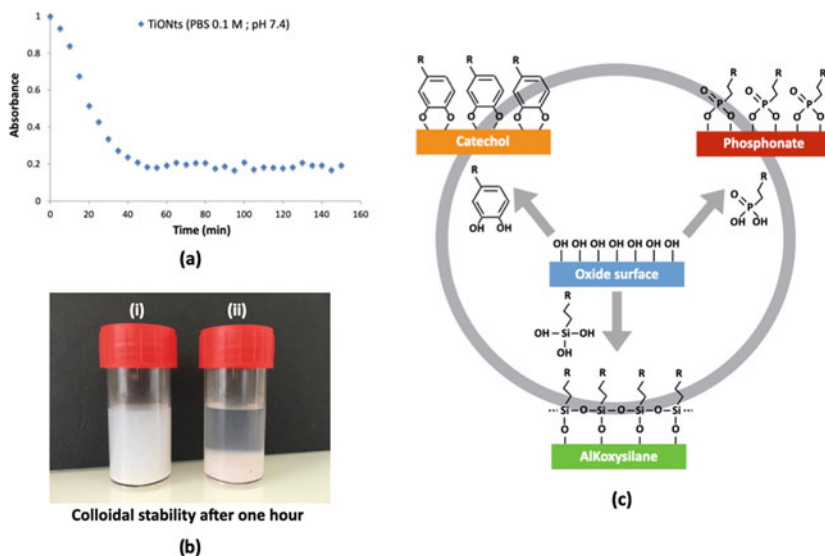 TiONts (PBS 0.1 M ; pH 7.4)
Absorbance
1
0.8
0.6
0.4
0.2
0
0 20 40 60 80 100 120 140 160
Time (min)
(a)
(i) (ii)
Colloidal stability after one hour
(b)
R R R
O O O O O O
Catechol
R
OH
OH
R R R
O P O O P O O P O
O O O
Phosphonate
R
O P
OH OH
OH OH OH OH OH OH OH
Oxide surface
R
OH Si OH
OH
R R R R
Si O Si O Si O Si
O O O O
AlKoxysilane
(c)